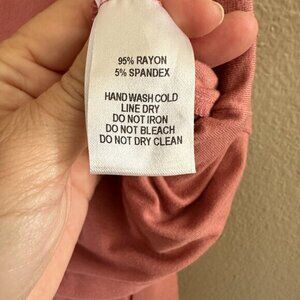 95% RAYON
5% SPANDEX
HAND WASH COLD
LINE DRY
DO NOT IRON
DO NOT BLEACH
DO NOT DRY CLEAN